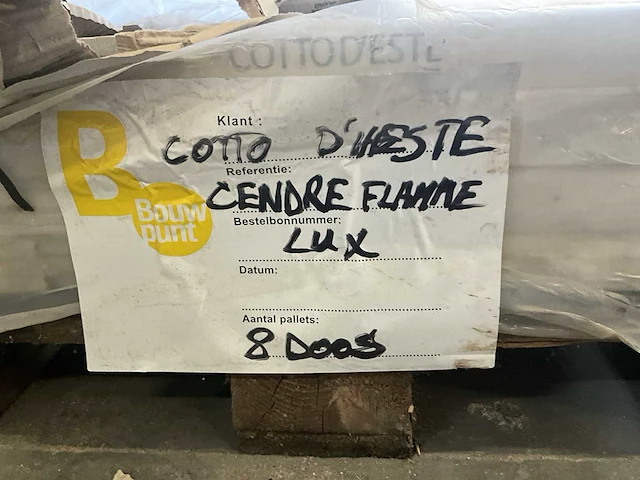 COTTO D'ESTE
Klant :
COTTO D'HESTE
Referentie:
CENDRE FLAMME
Bestelbonnummer:
LUX
Datum:
Aantal pallets:
8 DOOS
B
Bouw
punt